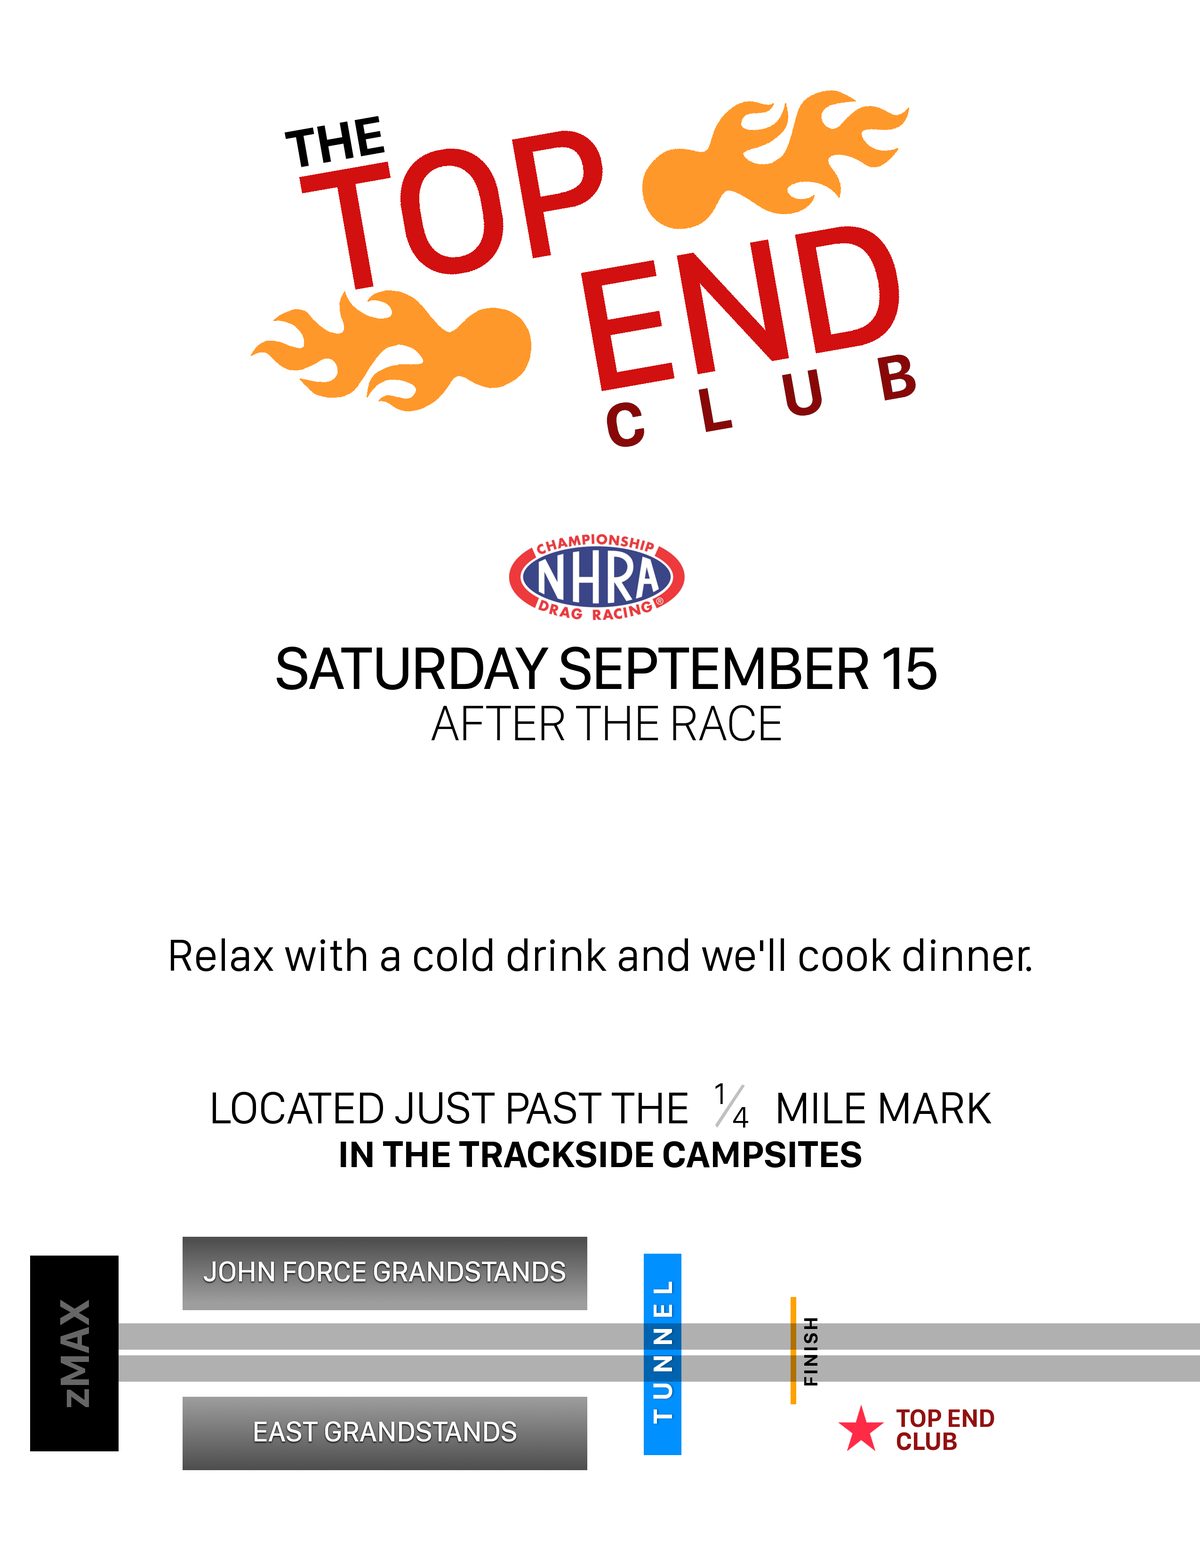 THE
TOP
END
CLUB
CHAMPIONSHIP
NHRA
DRAG RACING®
SATURDAY SEPTEMBER 15
AFTER THE RACE
Relax with a cold drink and we'll cook dinner.
LOCATED JUST PAST THE 1/4 MILE MARK
IN THE TRACKSIDE CAMPSITES
zMAX
JOHN FORCE GRANDSTANDS
TUNNEL
FINISH
EAST GRANDSTANDS
TOP END
CLUB